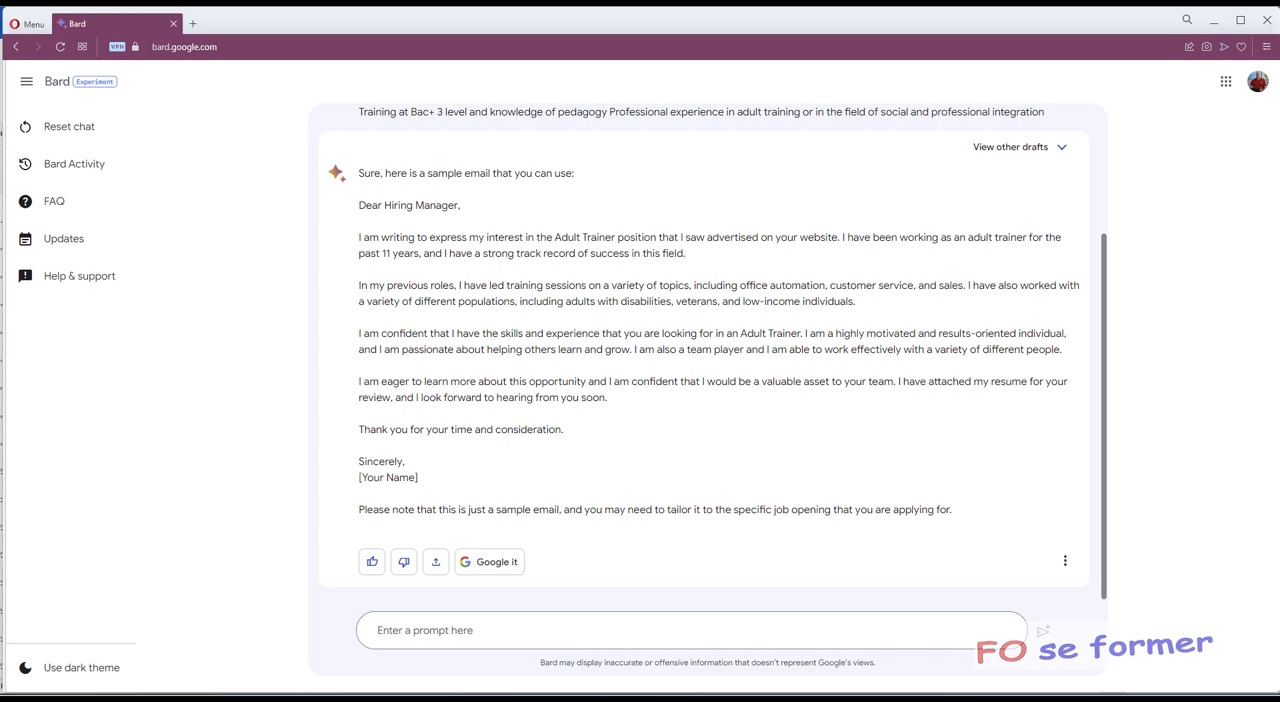 Menu
Bard
VPN
bard.google.com
Bard Experiment
Reset chat
Bard Activity
FAQ
Updates
Help & support
Use dark theme
Training at Bac+ 3 level and knowledge of pedagogy Professional experience in adult training or in the field of social and professional integration
View other drafts
Sure, here is a sample email that you can use:
Dear Hiring Manager,
I am writing to express my interest in the Adult Trainer position that I saw advertised on your website. I have been working as an adult trainer for the
past 11 years, and I have a strong track record of success in this field.
In my previous roles, I have led training sessions on a variety of topics, including office automation, customer service, and sales. I have also worked with
a variety of different populations, including adults with disabilities, veterans, and low-income individuals.
I am confident that I have the skills and experience that you are looking for in an Adult Trainer. I am a highly motivated and results-oriented individual,
and I am passionate about helping others learn and grow. I am also a team player and I am able to work effectively with a variety of different people.
I am eager to learn more about this opportunity and I am confident that I would be a valuable asset to your team. I have attached my resume for your
review, and I look forward to hearing from you soon.
Thank you for your time and consideration.
Sincerely,
[Your Name]
Please note that this is just a sample email, and you may need to tailor it to the specific job opening that you are applying for.
Google it
Enter a prompt here
FO se former
Bard may display inaccurate or offensive information that doesn't represent Google's views.